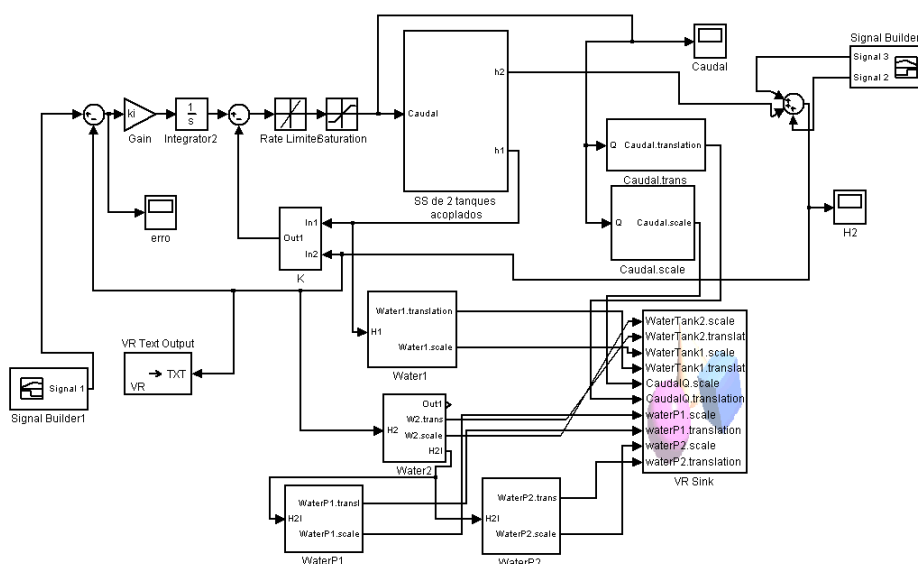 Signal Builder
Signal 3
Signal 2
Caudal
ki
Gain
1
s
Integrator2
Rate Limite
Saturation
Caudal
h2
h1
SS de 2 tanques
acoplados
erro
In1
Out1
In2
K
Q
Caudal.translation
Caudal.trans
Q
Caudal.scale
Caudal.scale
H2
VR Text Output
TXT
VR
Signal 1
Signal Builder1
H1
Water1.translation
Water1.scale
Water1
H2
Out1
W2.trans
W2.scale
H2I
Water2
H2I
WaterP1.transl
WaterP1.scale
WaterP1
H2I
WaterP2.trans
WaterP2.scale
WaterP2
WaterTank2.scale
WaterTank2.translat
WaterTank1.scale
WaterTank1.translat
CaudalQ.scale
CaudalQ.translation
waterP1.scale
waterP1.translation
waterP2.scale
waterP2.translation
VR Sink